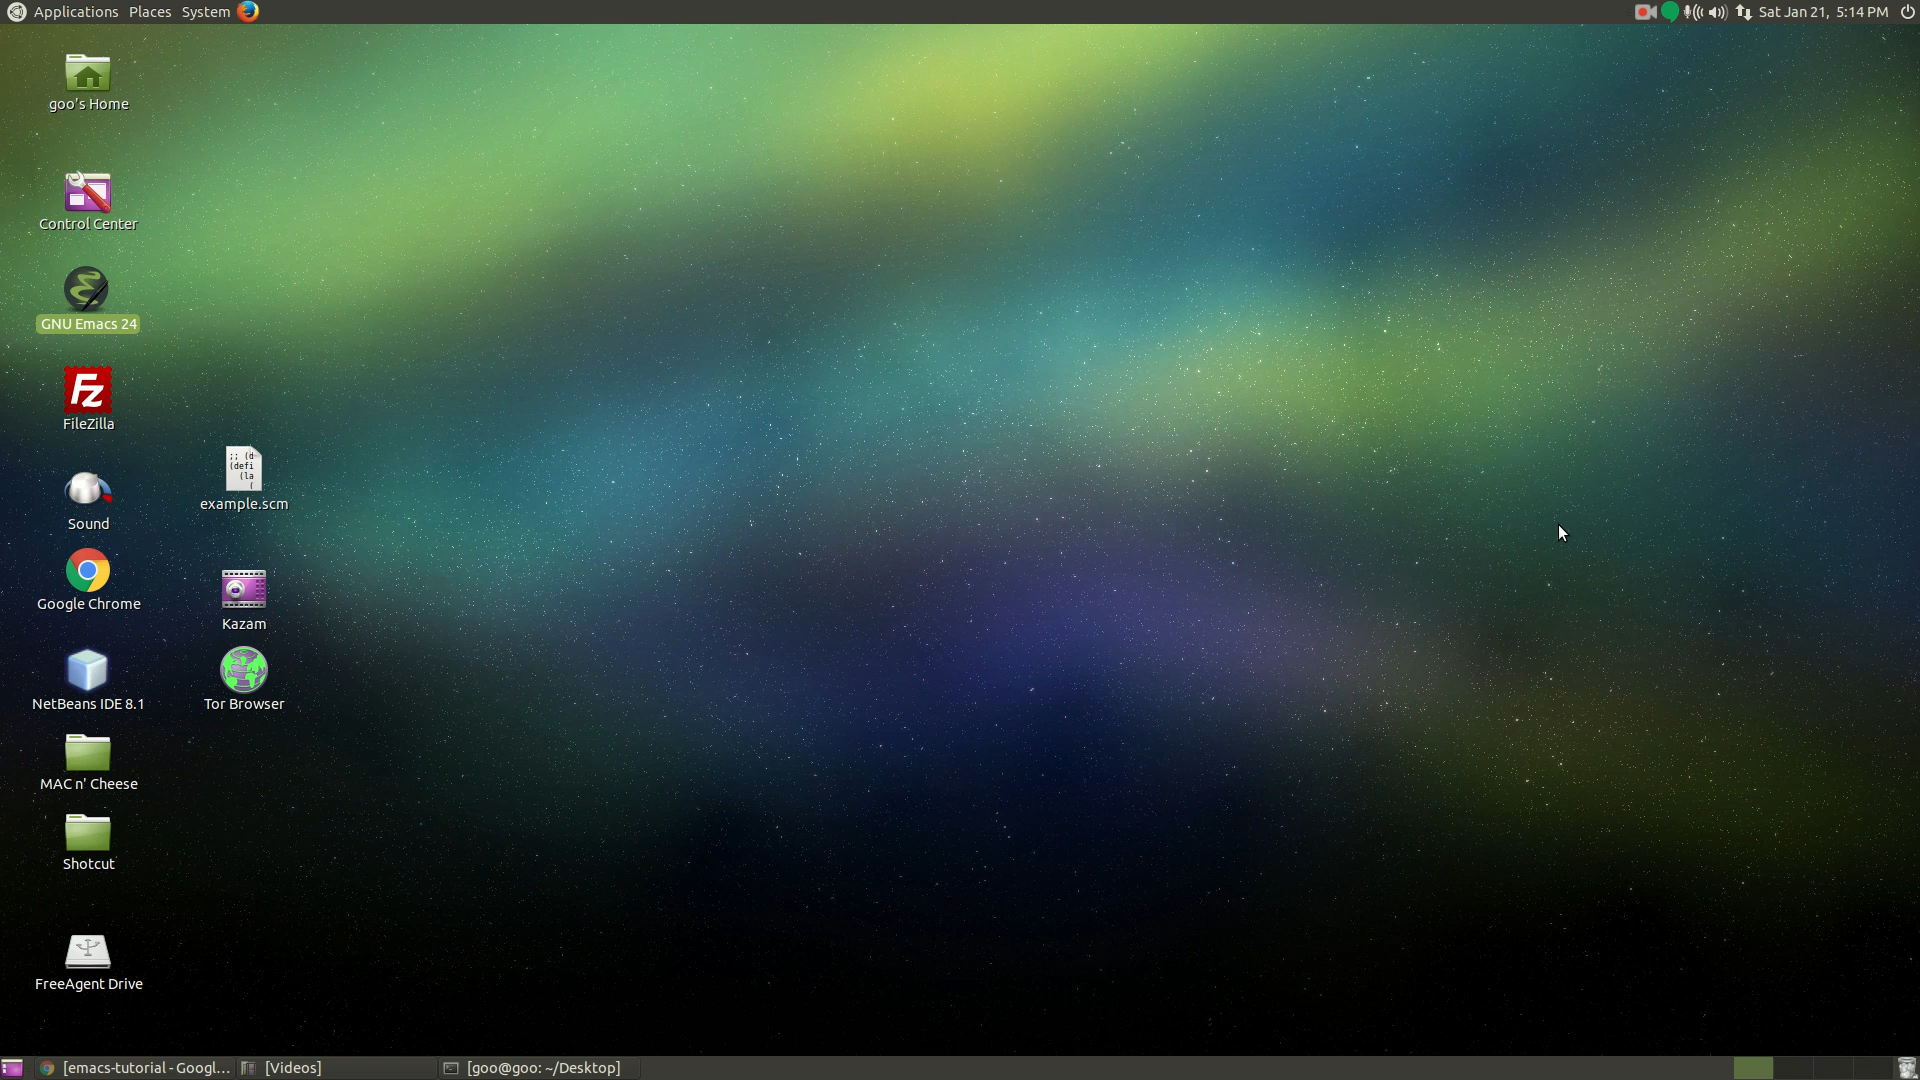 Applications Places System Sat Jan 21, 5:14 PM
goo's Home
Control Center
GNU Emacs 24
Fz
FileZilla
;; (d
(defi
(la
(
example.scm
Sound
Google Chrome
Kazam
NetBeans IDE 8.1
Tor Browser
MAC n' Cheese
Shotcut
FreeAgent Drive
[emacs-tutorial - Googl... [Videos] [goo@goo: ~/Desktop]